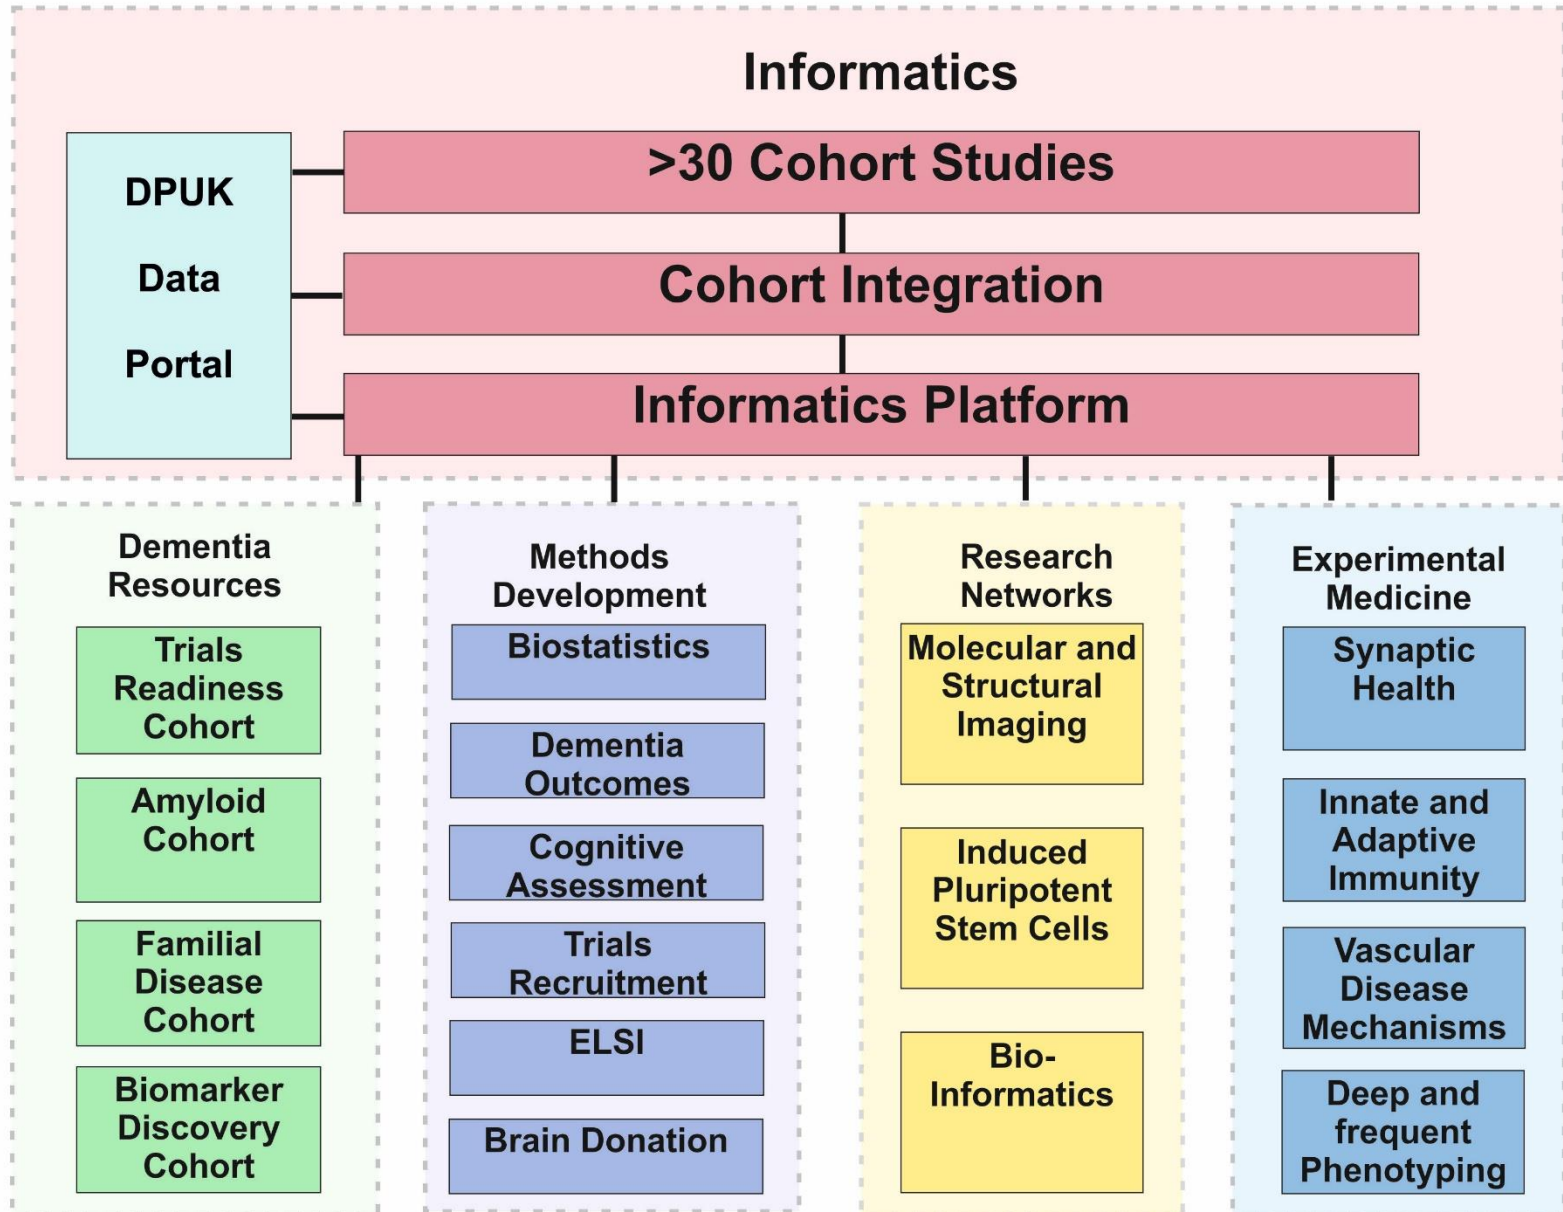 Informatics
DPUK
Data
Portal
>30 Cohort Studies
Cohort Integration
Informatics Platform
Dementia
Resources
Trials
Readiness
Cohort
Amyloid
Cohort
Familial
Disease
Cohort
Biomarker
Discovery
Cohort
Methods
Development
Biostatistics
Dementia
Outcomes
Cognitive
Assessment
Trials
Recruitment
ELSI
Brain Donation
Research
Networks
Molecular and
Structural
Imaging
Induced
Pluripotent
Stem Cells
Bio-
Informatics
Experimental
Medicine
Synaptic
Health
Innate and
Adaptive
Immunity
Vascular
Disease
Mechanisms
Deep and
frequent
Phenotyping